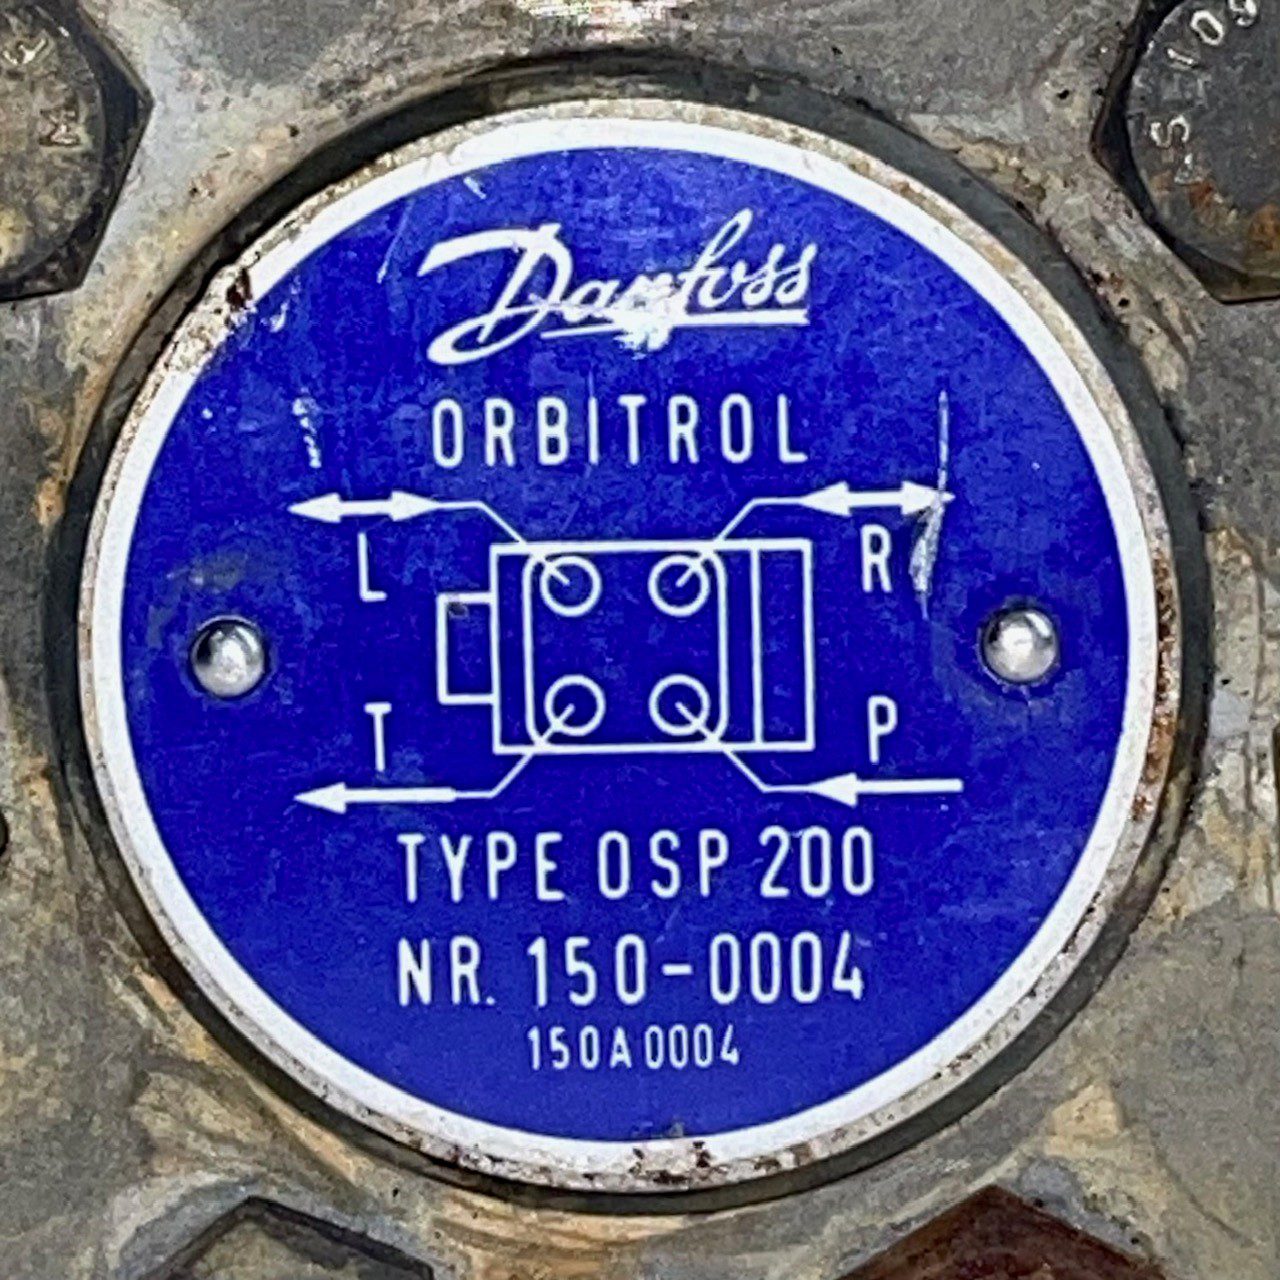 Danfoss
ORBITROL
L R
T P
TYPE OSP 200
NR. 150-0004
150A0004